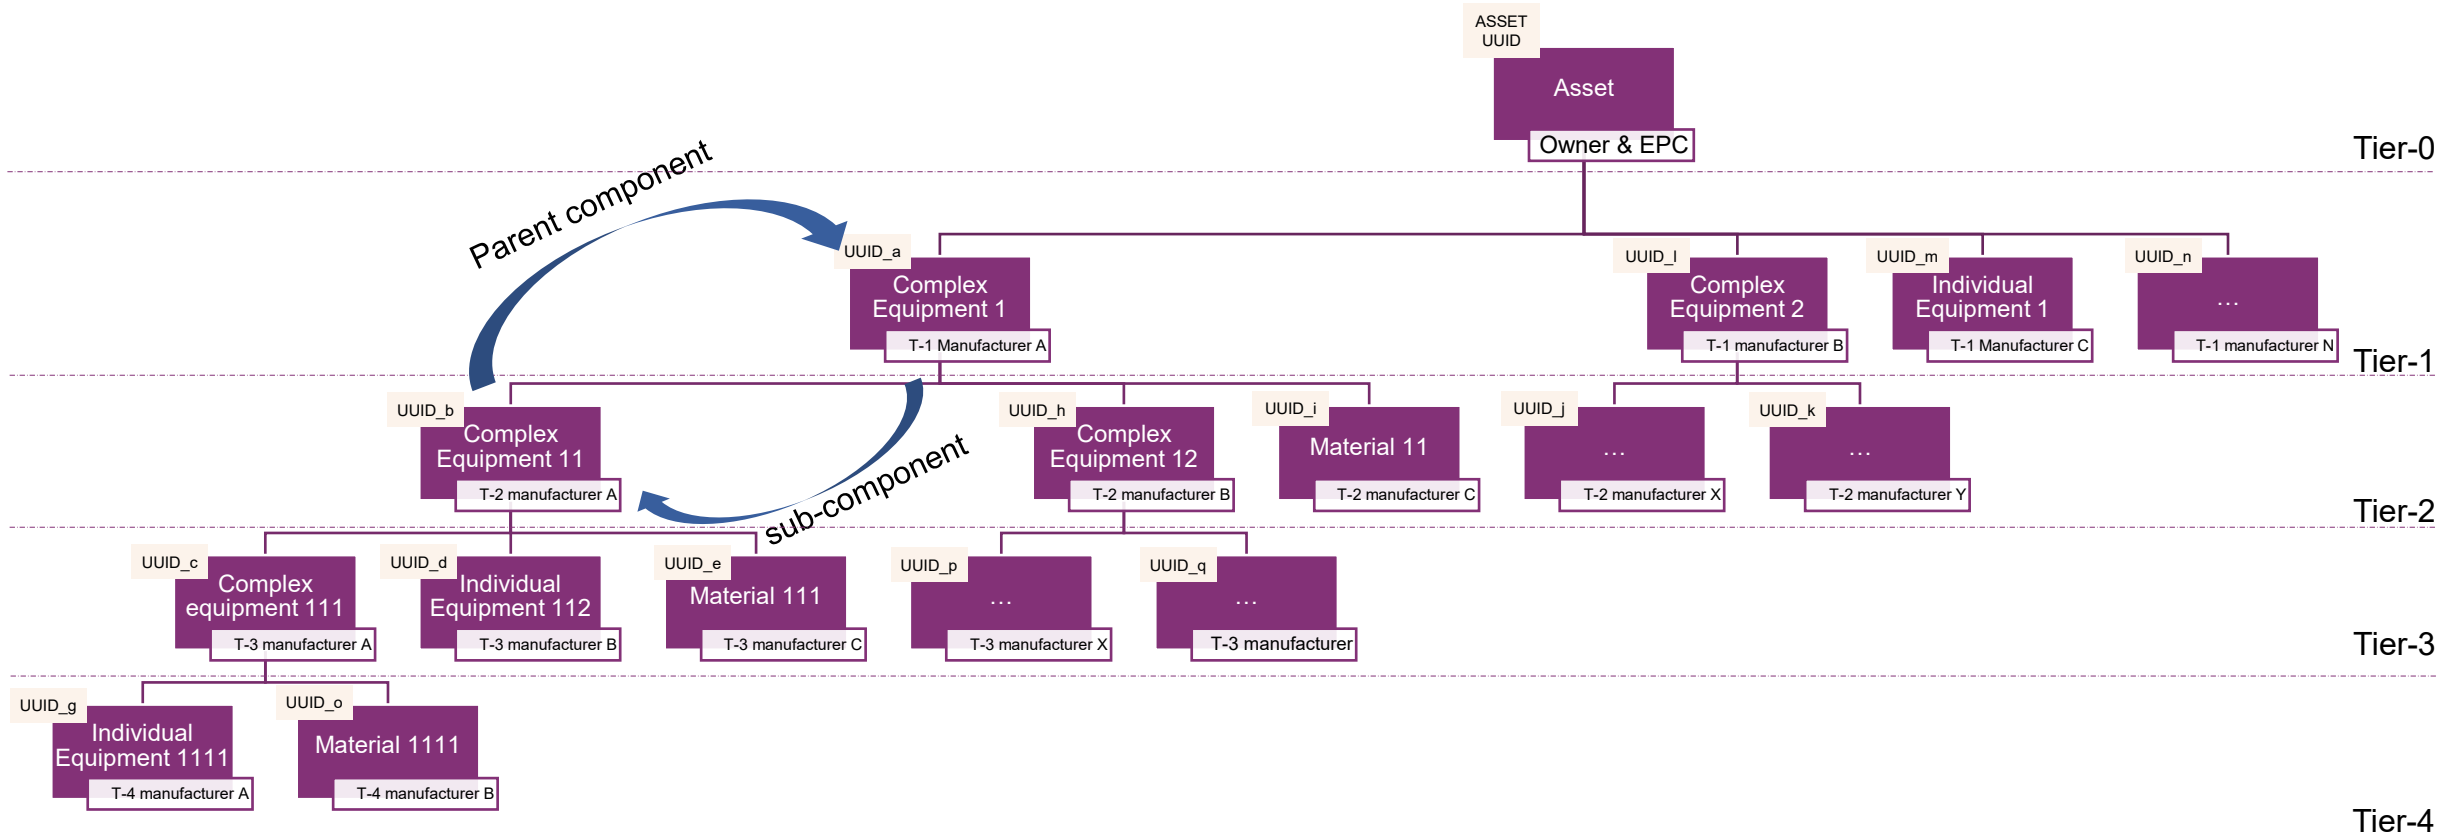 ASSET
UUID
Asset
Owner & EPC
Tier-0
Parent component
UUID_a
Complex
Equipment 1
T-1 Manufacturer A
UUID_l
Complex
Equipment 2
T-1 manufacturer B
UUID_m
Individual
Equipment 1
T-1 Manufacturer C
UUID_n
...
T-1 manufacturer N
Tier-1
UUID_b
Complex
Equipment 11
T-2 manufacturer A
sub-component
UUID_h
Complex
Equipment 12
T-2 manufacturer B
UUID_i
Material 11
T-2 manufacturer C
UUID_j
...
T-2 manufacturer X
UUID_k
...
T-2 manufacturer Y
Tier-2
UUID_c
Complex
equipment 111
T-3 manufacturer A
UUID_d
Individual
Equipment 112
T-3 manufacturer B
UUID_e
Material 111
T-3 manufacturer C
UUID_p
...
T-3 manufacturer X
UUID_q
...
T-3 manufacturer
Tier-3
UUID_g
Individual
Equipment 1111
T-4 manufacturer A
UUID_o
Material 1111
T-4 manufacturer B
Tier-4